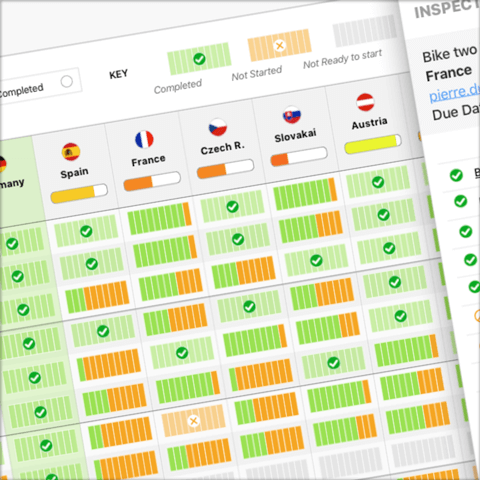 INSPECT
Completed
KEY
Completed
Not Started
Not Ready to start
Bike two
France
pierre.d
Due Da
many
Spain
France
Czech R.
Slovakai
Austria